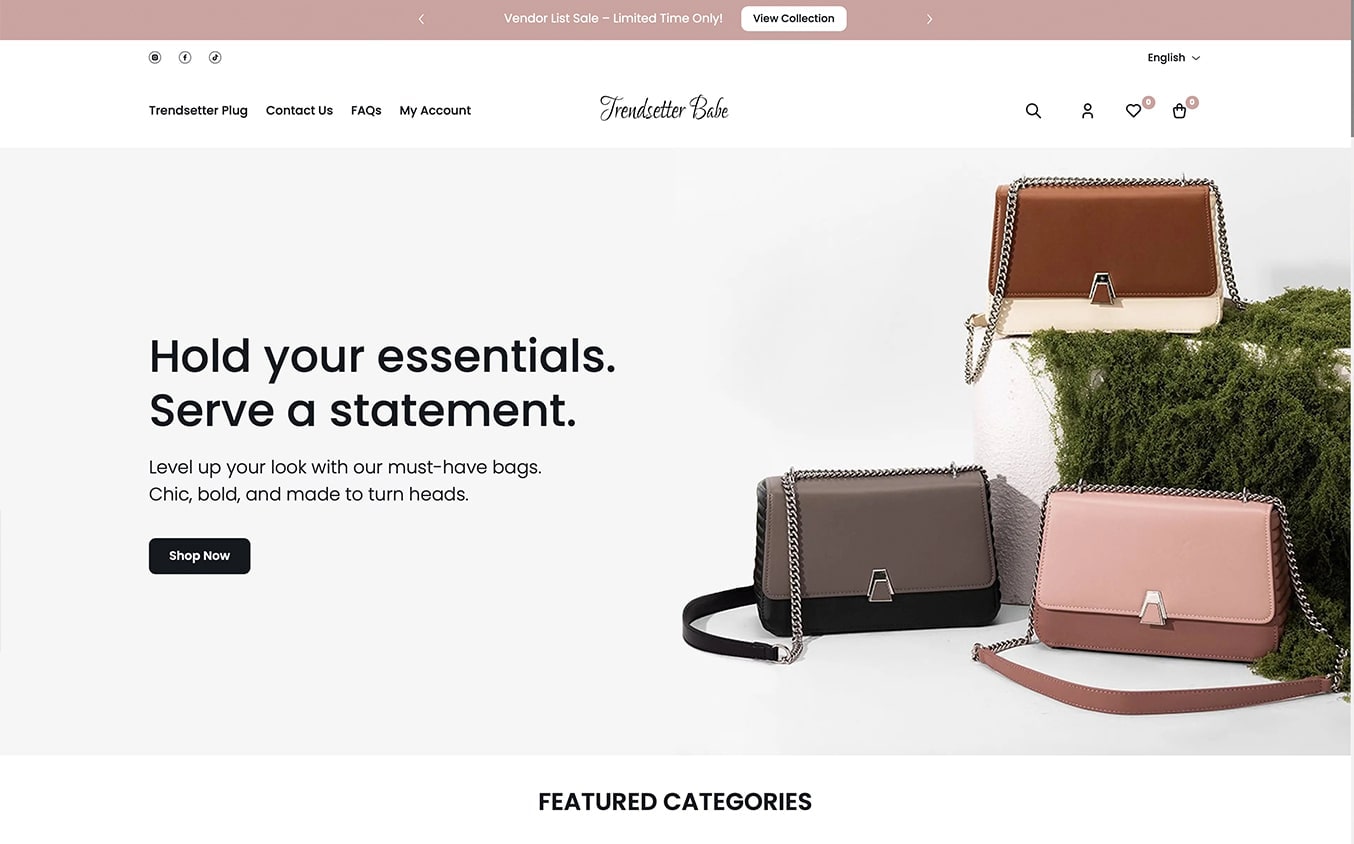 Vendor List Sale – Limited Time Only!
View Collection
English
Trendsetter Plug
Contact Us
FAQs
My Account
Trendsetter Babe
0
0
Hold your essentials.
Serve a statement.
Level up your look with our must-have bags.
Chic, bold, and made to turn heads.
Shop Now
FEATURED CATEGORIES